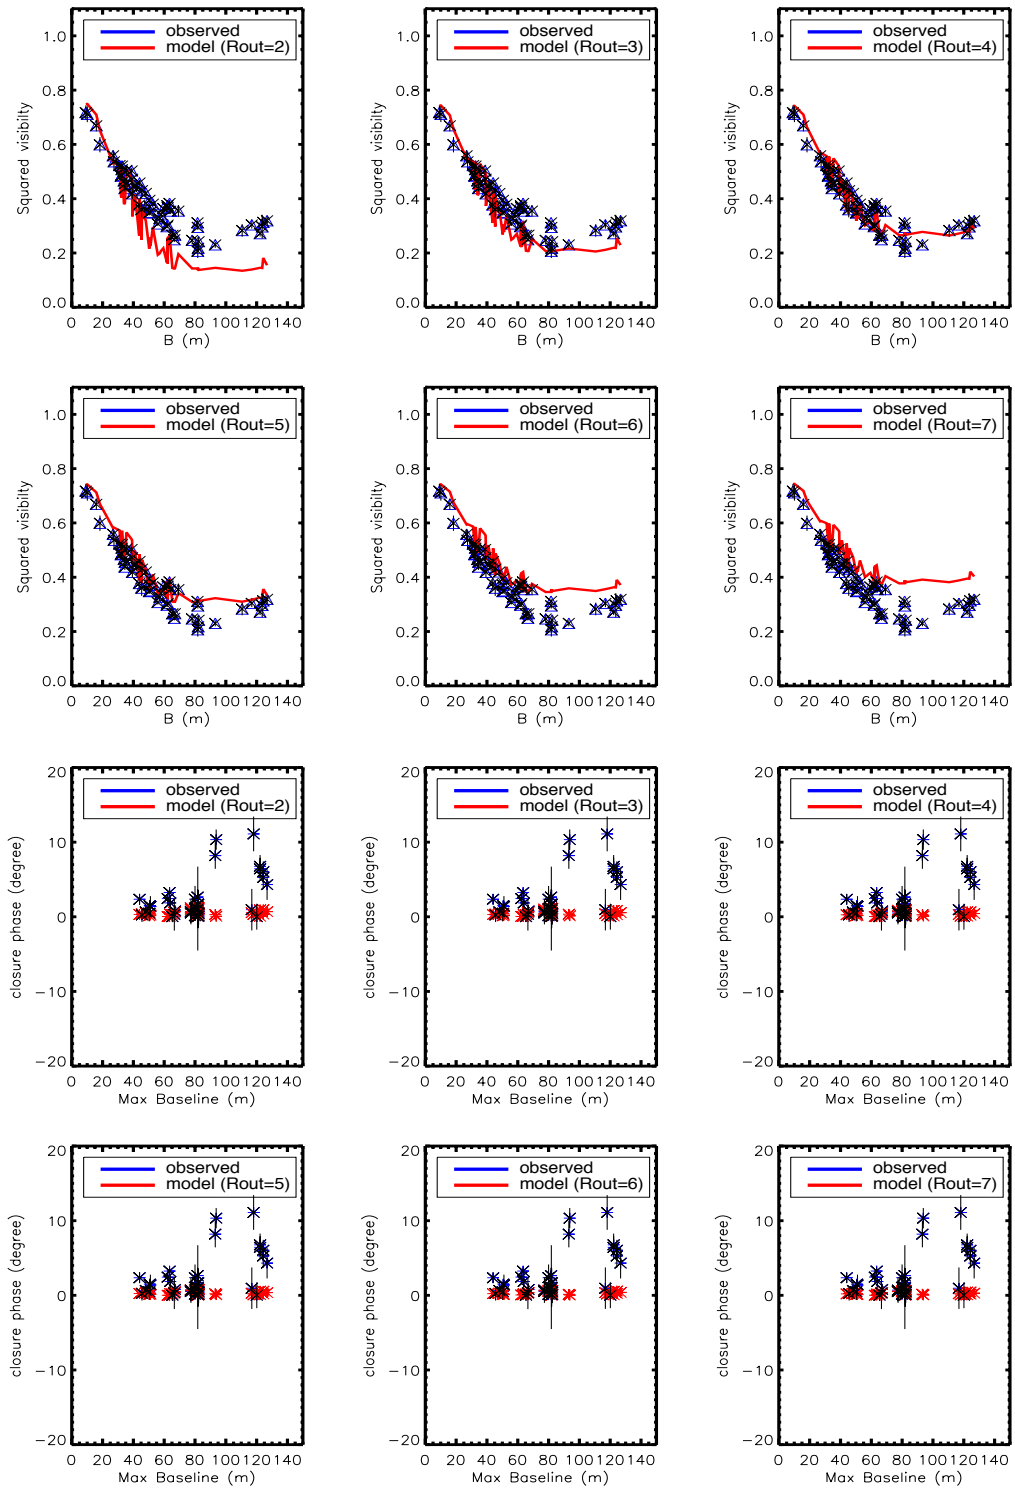 observed
model (Rout=2)
Squared visibilty
1.0
0.8
0.6
0.4
0.2
0.0
0 20 40 60 80 100 120 140
B (m)
observed
model (Rout=3)
Squared visibilty
1.0
0.8
0.6
0.4
0.2
0.0
0 20 40 60 80 100 120 140
B (m)
observed
model (Rout=4)
Squared visibilty
1.0
0.8
0.6
0.4
0.2
0.0
0 20 40 60 80 100 120 140
B (m)
observed
model (Rout=5)
Squared visibilty
1.0
0.8
0.6
0.4
0.2
0.0
0 20 40 60 80 100 120 140
B (m)
observed
model (Rout=6)
Squared visibilty
1.0
0.8
0.6
0.4
0.2
0.0
0 20 40 60 80 100 120 140
B (m)
observed
model (Rout=7)
Squared visibilty
1.0
0.8
0.6
0.4
0.2
0.0
0 20 40 60 80 100 120 140
B (m)
observed
model (Rout=2)
closure phase (degree)
20
10
0
−10
−20
0 20 40 60 80 100 120 140
Max Baseline (m)
observed
model (Rout=3)
closure phase (degree)
20
10
0
−10
−20
0 20 40 60 80 100 120 140
Max Baseline (m)
observed
model (Rout=4)
closure phase (degree)
20
10
0
−10
−20
0 20 40 60 80 100 120 140
Max Baseline (m)
observed
model (Rout=5)
closure phase (degree)
20
10
0
−10
−20
0 20 40 60 80 100 120 140
Max Baseline (m)
observed
model (Rout=6)
closure phase (degree)
20
10
0
−10
−20
0 20 40 60 80 100 120 140
Max Baseline (m)
observed
model (Rout=7)
closure phase (degree)
20
10
0
−10
−20
0 20 40 60 80 100 120 140
Max Baseline (m)